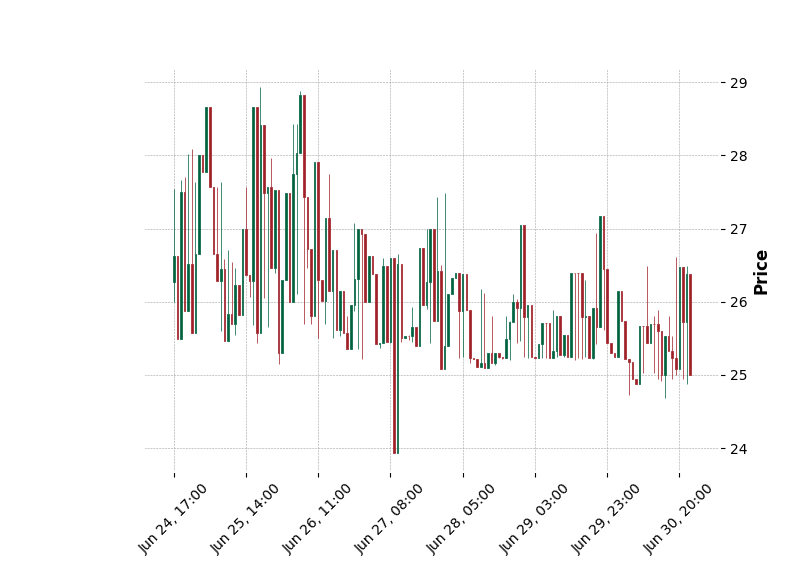 29
28
27
26
25
24
Price
Jun 24, 17:00
Jun 25, 14:00
Jun 26, 11:00
Jun 27, 08:00
Jun 28, 05:00
Jun 29, 03:00
Jun 29, 23:00
Jun 30, 20:00